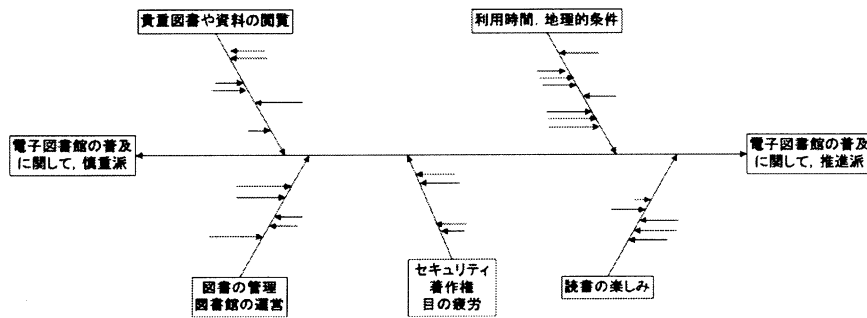 貴重図書や資料の閲覧
利用時間,地理的条件
電子図書館の普及
に関して,慎重派
電子図書館の普及
に関して,推進派
図書の管理
図書館の運営
セキュリティ
著作権
目の疲労
読書の楽しみ